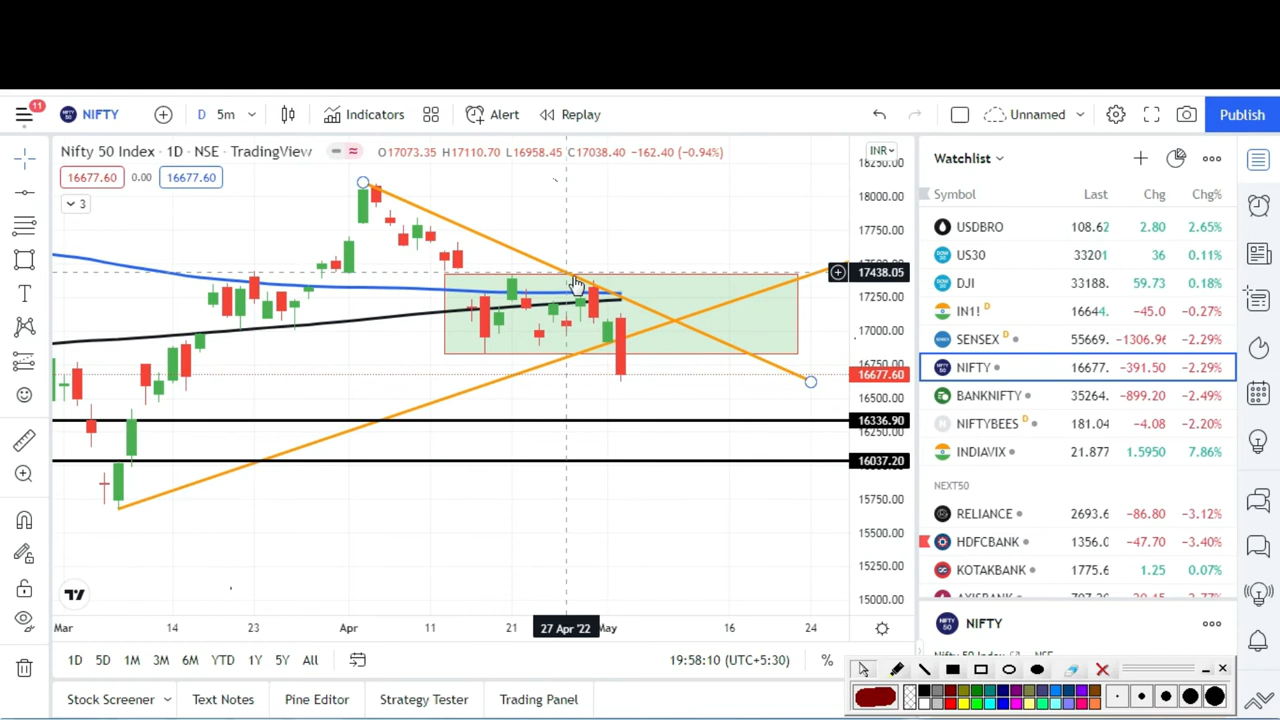 11
NIFTY
D 5m
Indicators
Alert
Replay
Unnamed
Publish
Nifty 50 Index · 1D · NSE · TradingView
O17073.35 H17110.70 L16958.45 C17038.40 −162.40 (−0.94%)
INR
16677.60 0.00 16677.60
3
18250.00
18000.00
17750.00
17500.00
17438.05
17250.00
17000.00
16750.00
16677.60
16500.00
16336.90
16250.00
16037.20
15750.00
15500.00
15250.00
15000.00
Mar 14 23 Apr 11 21 27 Apr '22 May 16 24
1D 5D 1M 3M 6M YTD 1Y 5Y All
19:58:10 (UTC+5:30) %
Stock Screener Text Notes Pine Editor Strategy Tester Trading Panel
Watchlist
Symbol Last Chg Chg%
USDBRO 108.62 2.80 2.65%
US30 33201 36 0.11%
DJI 33188. 59.73 0.18%
IN1! D 16644. −45.0 −0.27%
SENSEX D 55669. −1306.96 −2.29%
NIFTY 16677. −391.50 −2.29%
BANKNIFTY 35264. −899.20 −2.49%
NIFTYBEES D 181.04 −4.08 −2.20%
INDIAVIX 21.877 1.5950 7.86%
NEXT50
RELIANCE 2693.6 −86.80 −3.12%
HDFCBANK 1356.0 −47.70 −3.40%
KOTAKBANK 1775.6 1.25 0.07%
NIFTY